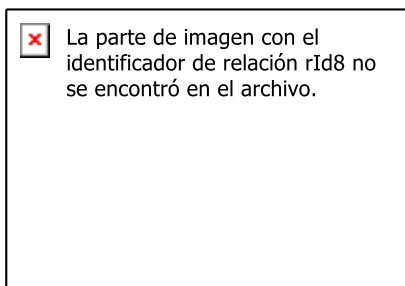 La parte de imagen con el
identificador de relación rId8 no
se encontró en el archivo.